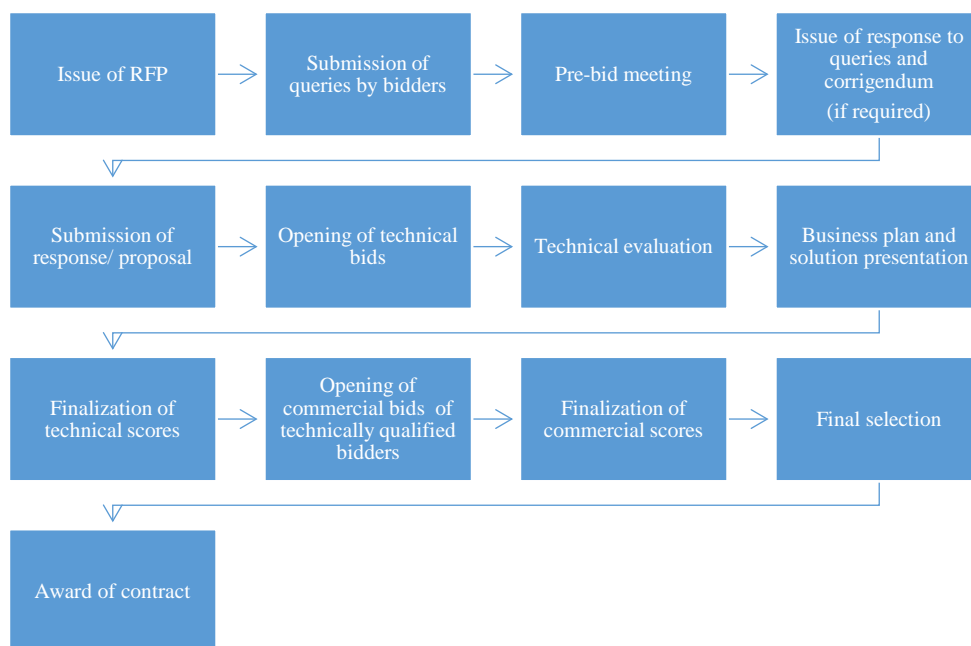 Issue of RFP
Submission of
queries by bidders
Pre-bid meeting
Issue of response to
queries and
corrigendum
(if required)
Submission of
response/ proposal
Opening of technical
bids
Technical evaluation
Business plan and
solution presentation
Finalization of
technical scores
Opening of
commercial bids  of
technically qualified
bidders
Finalization of
commercial scores
Final selection
Award of contract